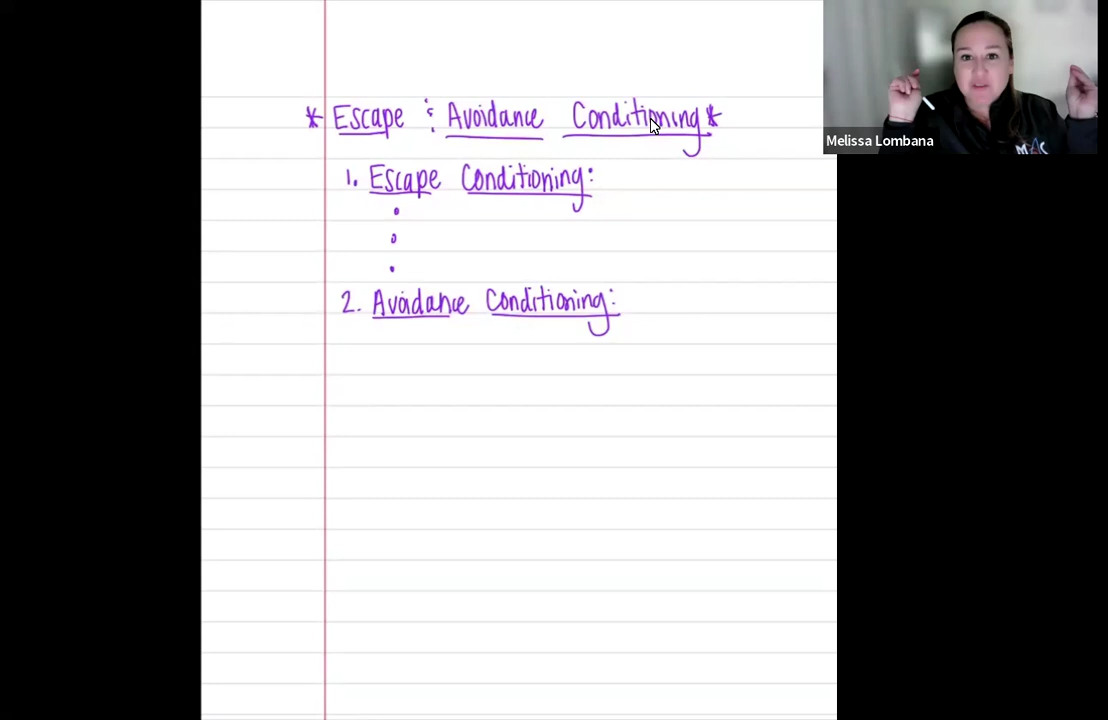 * Escape & Avoidance Conditioning *
1. Escape Conditioning:
2. Avoidance Conditioning:
Melissa Lombana